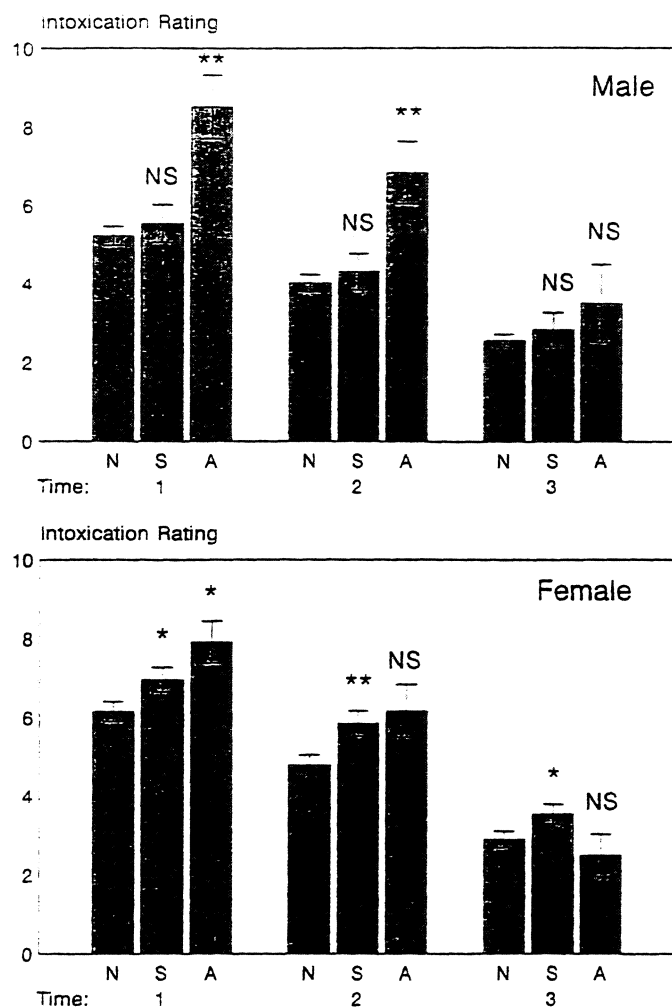 Intoxication Rating
10
**
Male
8
**
NS
6
NS
NS
4
NS
2
0
N S A N S A N S A
Time: 1 2 3
Intoxication Rating
10
Female
*
8
*
NS
**
6
*
4
NS
2
0
N S A N S A N S A
Time: 1 2 3